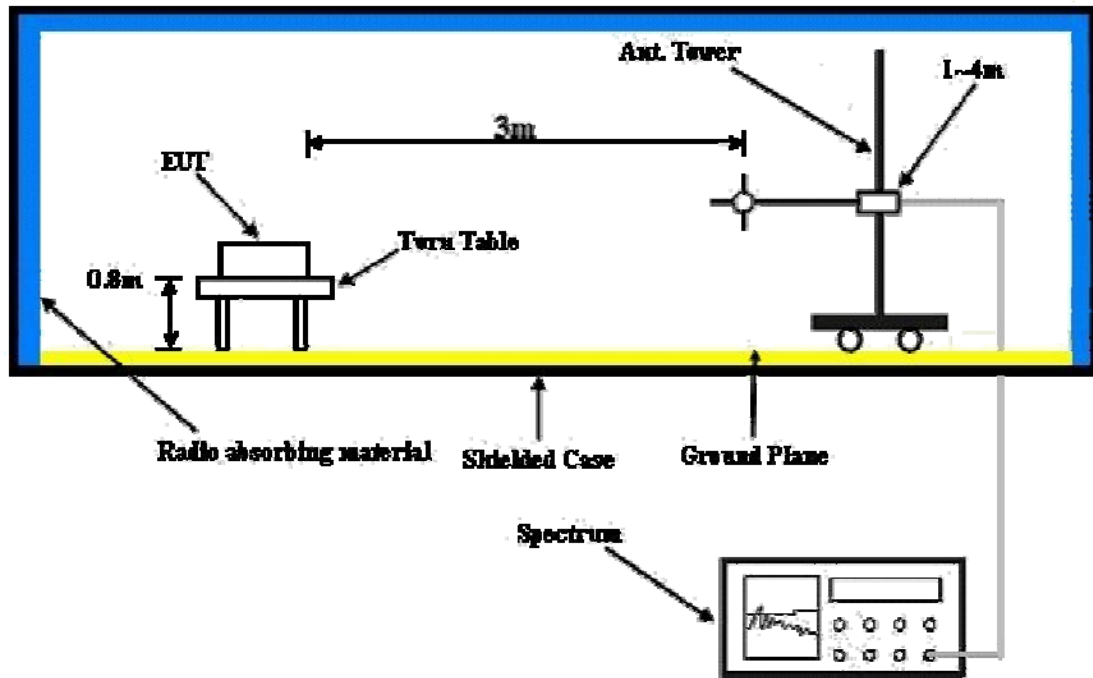 Ant. Tower
1~4m
3m
EUT
Turn Table
0.8m
Radio absorbing material
Shielded Case
Ground Plane
Spectrum